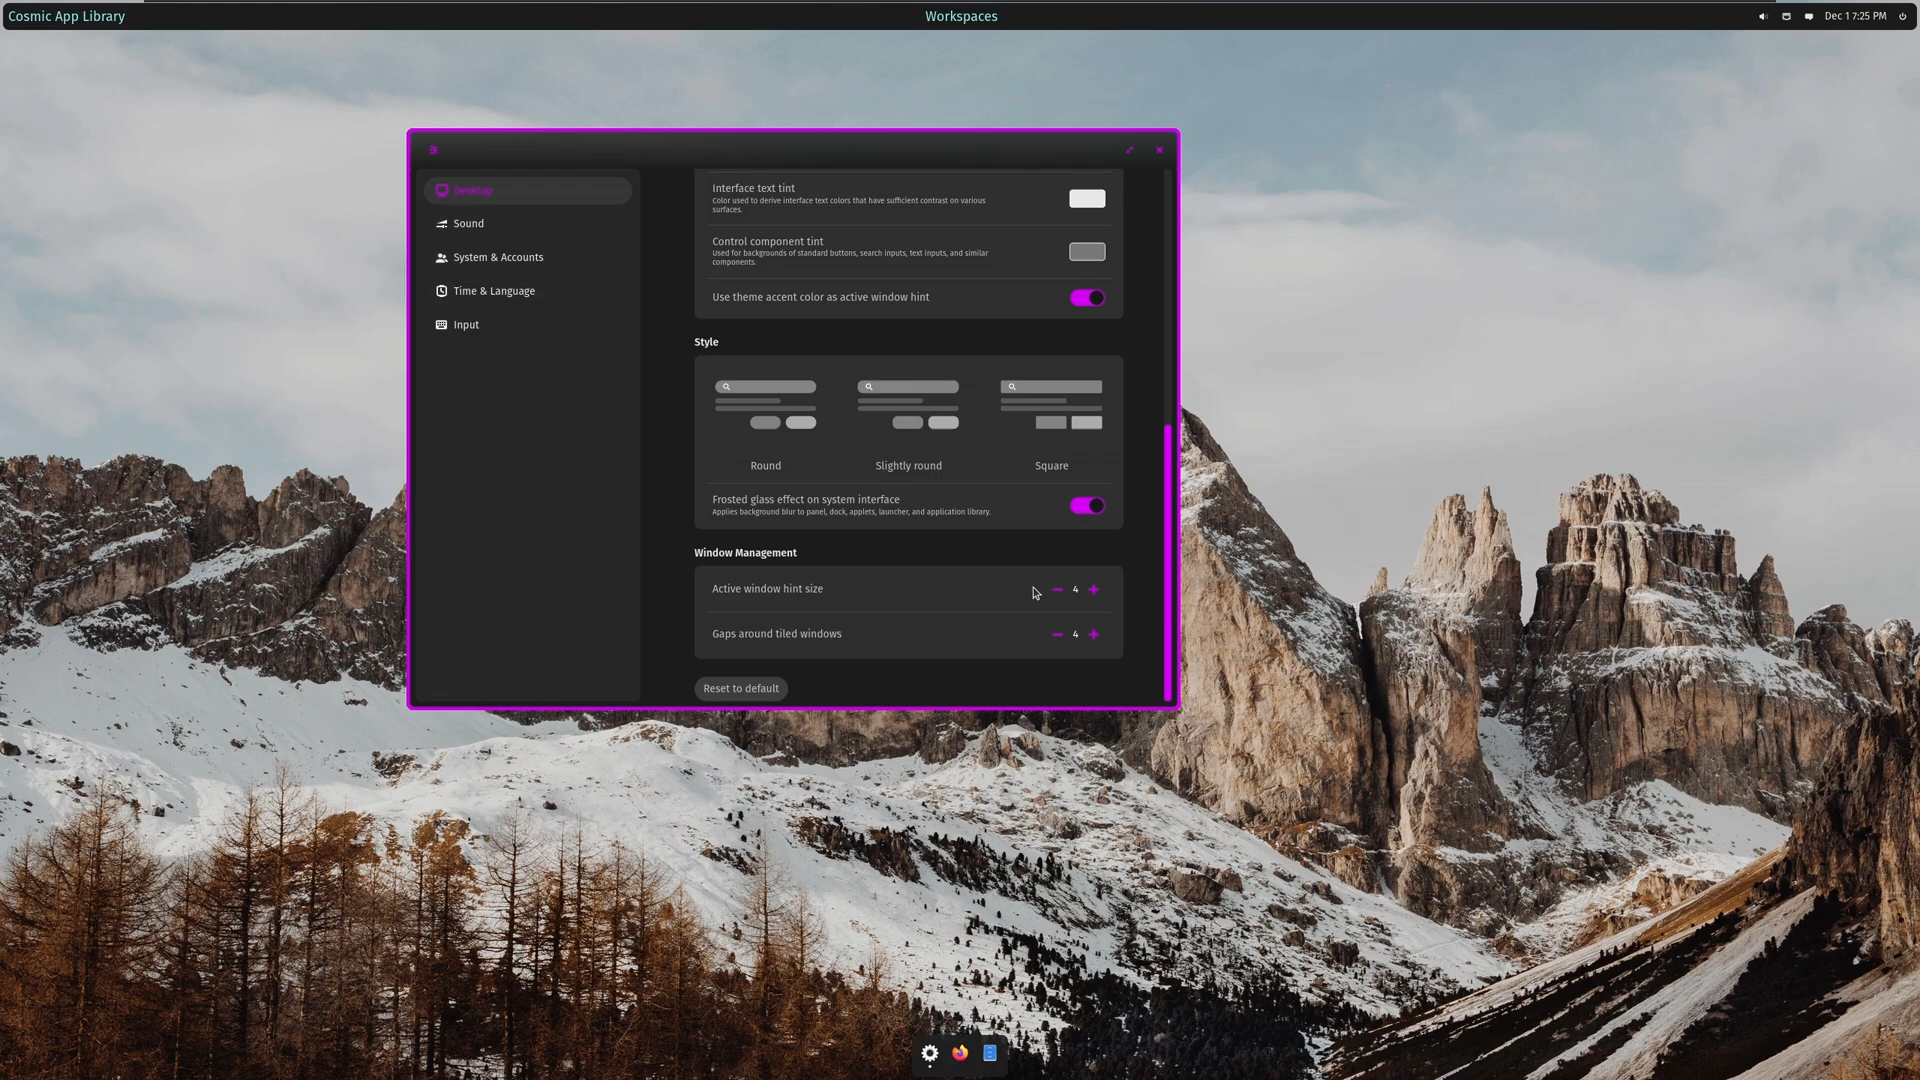 Cosmic App Library
Workspaces
Dec 1 7:25 PM
Desktop
Sound
System & Accounts
Time & Language
Input
Interface text tint
Color used to derive interface text colors that have sufficient contrast on various
surfaces.
Control component tint
Used for backgrounds of standard buttons, search inputs, text inputs, and similar
components.
Use theme accent color as active window hint
Style
Round
Slightly round
Square
Frosted glass effect on system interface
Applies background blur to panel, dock, applets, launcher, and application library.
Window Management
Active window hint size
4
Gaps around tiled windows
4
Reset to default